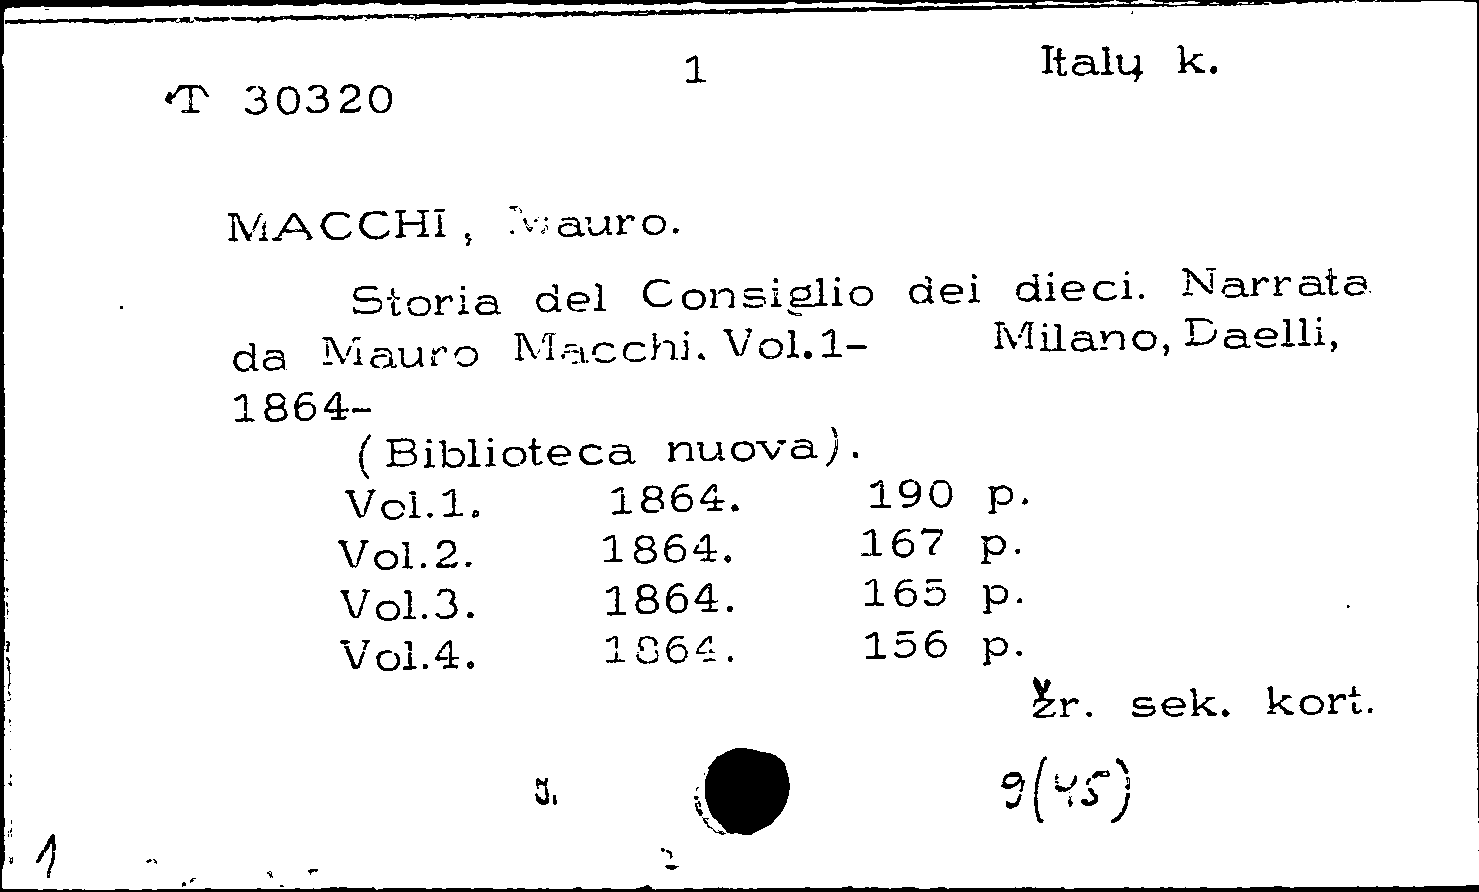 1
Italų k.
T 30320
MACCHI, Mauro.
Storia del Consiglio dei dieci. Narrata
da Mauro Macchi. Vol.1- Milano, Daelli,
1864-
(Biblioteca nuova).
Vol.1. 1864. 190 p.
Vol.2. 1864. 167 p.
Vol.3. 1864. 165 p.
Vol.4. 1864. 156 p.
Žr. sek. kort.
9(45)
1